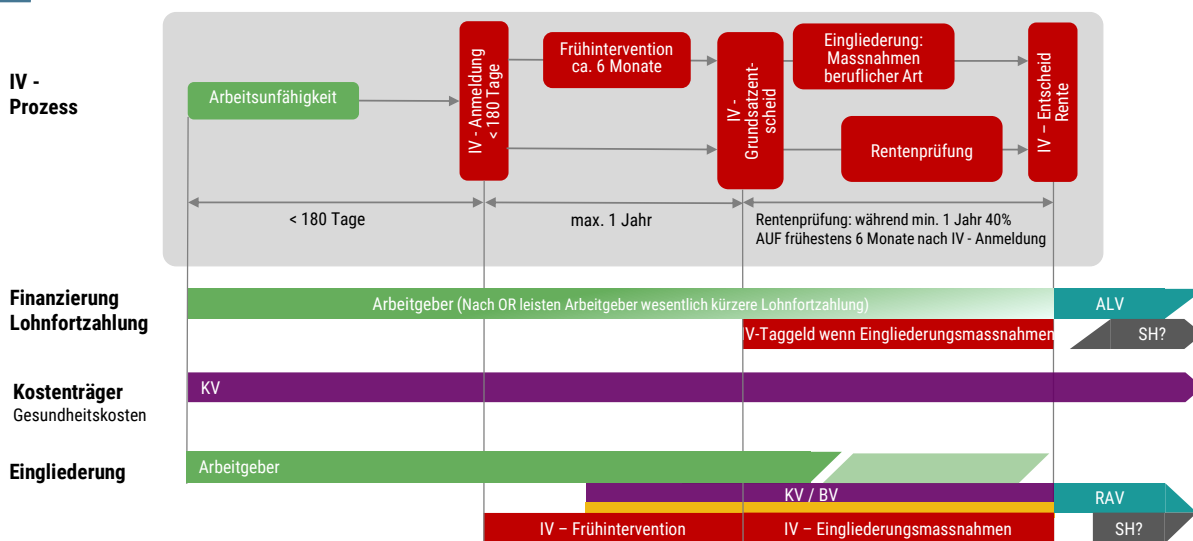 IV -
Prozess
Arbeitsunfähigkeit
IV - Anmeldung
< 180 Tage
Frühintervention
ca. 6 Monate
IV -
Grundsatzent-
scheid
Eingliederung:
Massnahmen
beruflicher Art
Rentenprüfung
IV – Entscheid
Rente
< 180 Tage
max. 1 Jahr
Rentenprüfung: während min. 1 Jahr 40%
AUF frühestens 6 Monate nach IV - Anmeldung
Finanzierung
Lohnfortzahlung
Arbeitgeber (Nach OR leisten Arbeitgeber wesentlich kürzere Lohnfortzahlung)
ALV
IV-Taggeld wenn Eingliederungsmassnahmen
SH?
Kostenträger
Gesundheitskosten
KV
Eingliederung
Arbeitgeber
KV / BV
RAV
IV – Frühintervention
IV – Eingliederungsmassnahmen
SH?